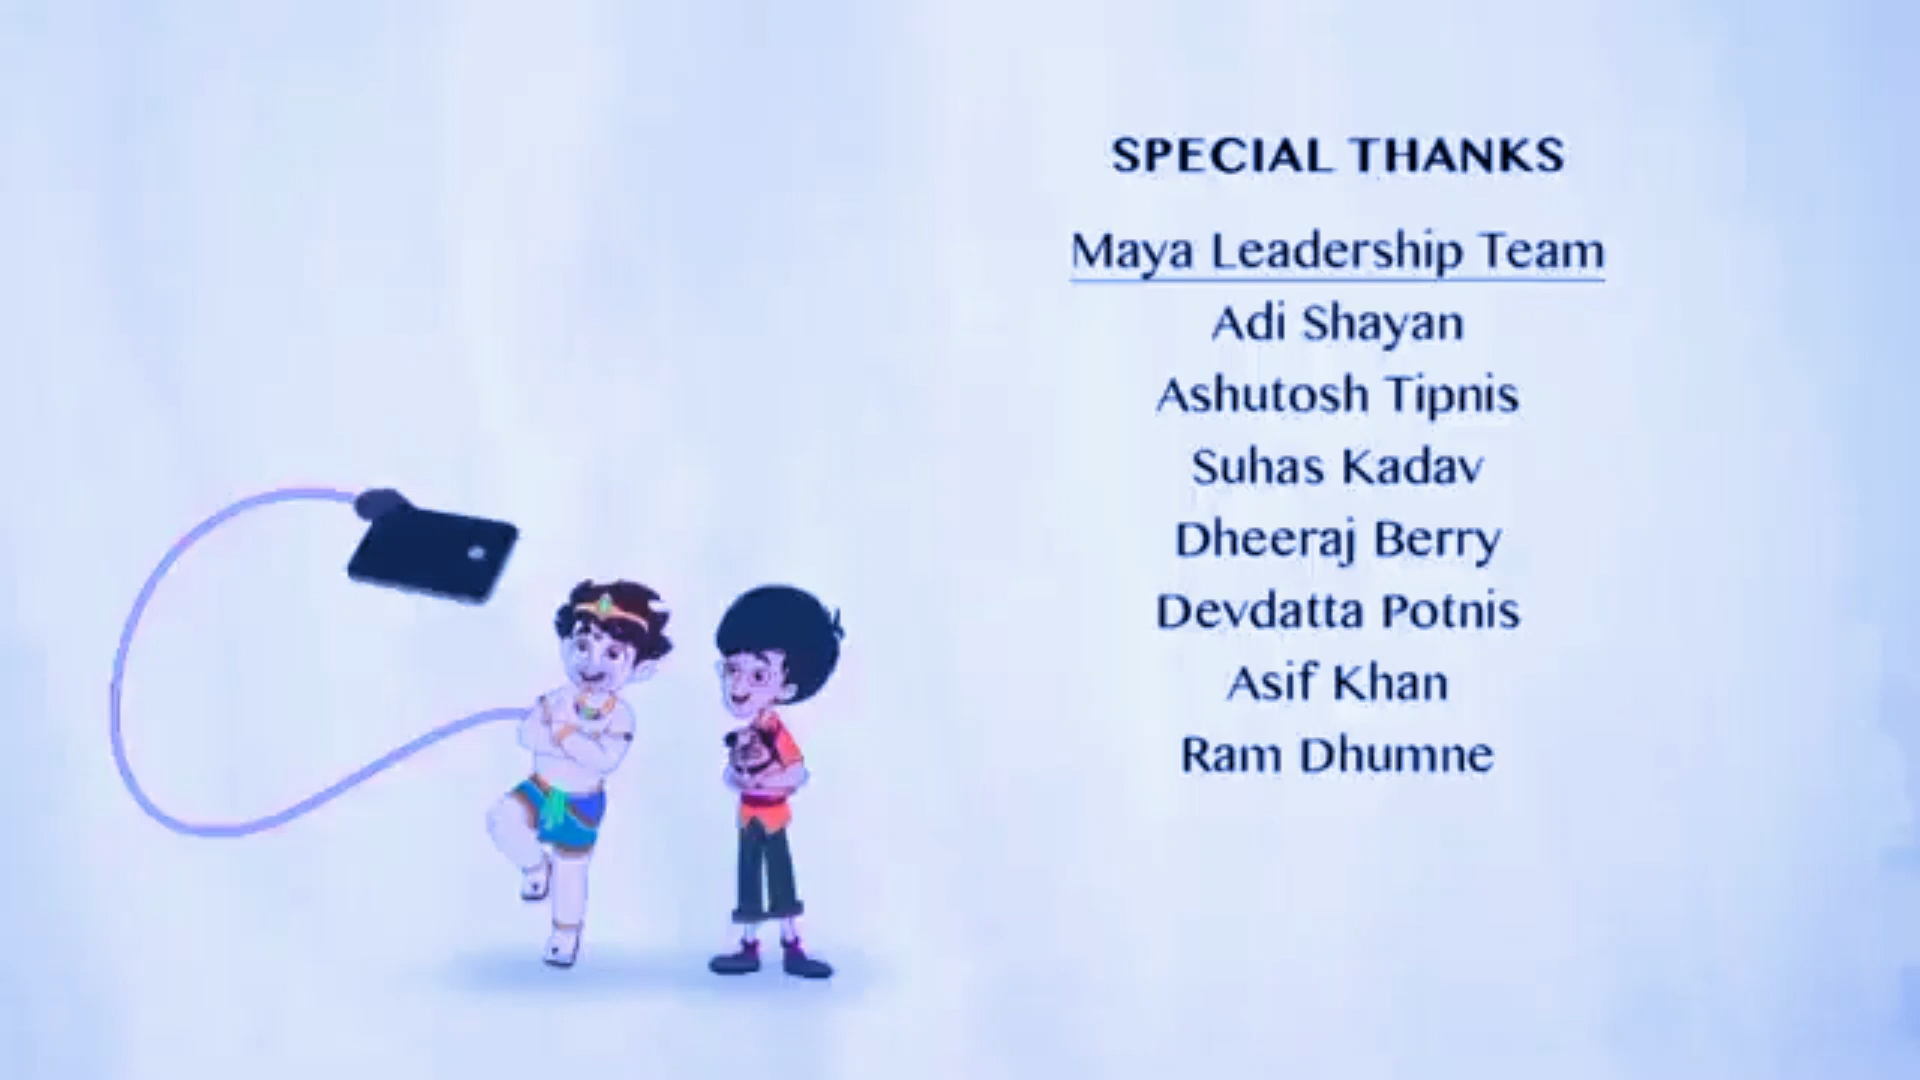 SPECIAL THANKS
Maya Leadership Team
Adi Shayan
Ashutosh Tipnis
Suhas Kadav
Dheeraj Berry
Devdatta Potnis
Asif Khan
Ram Dhumne